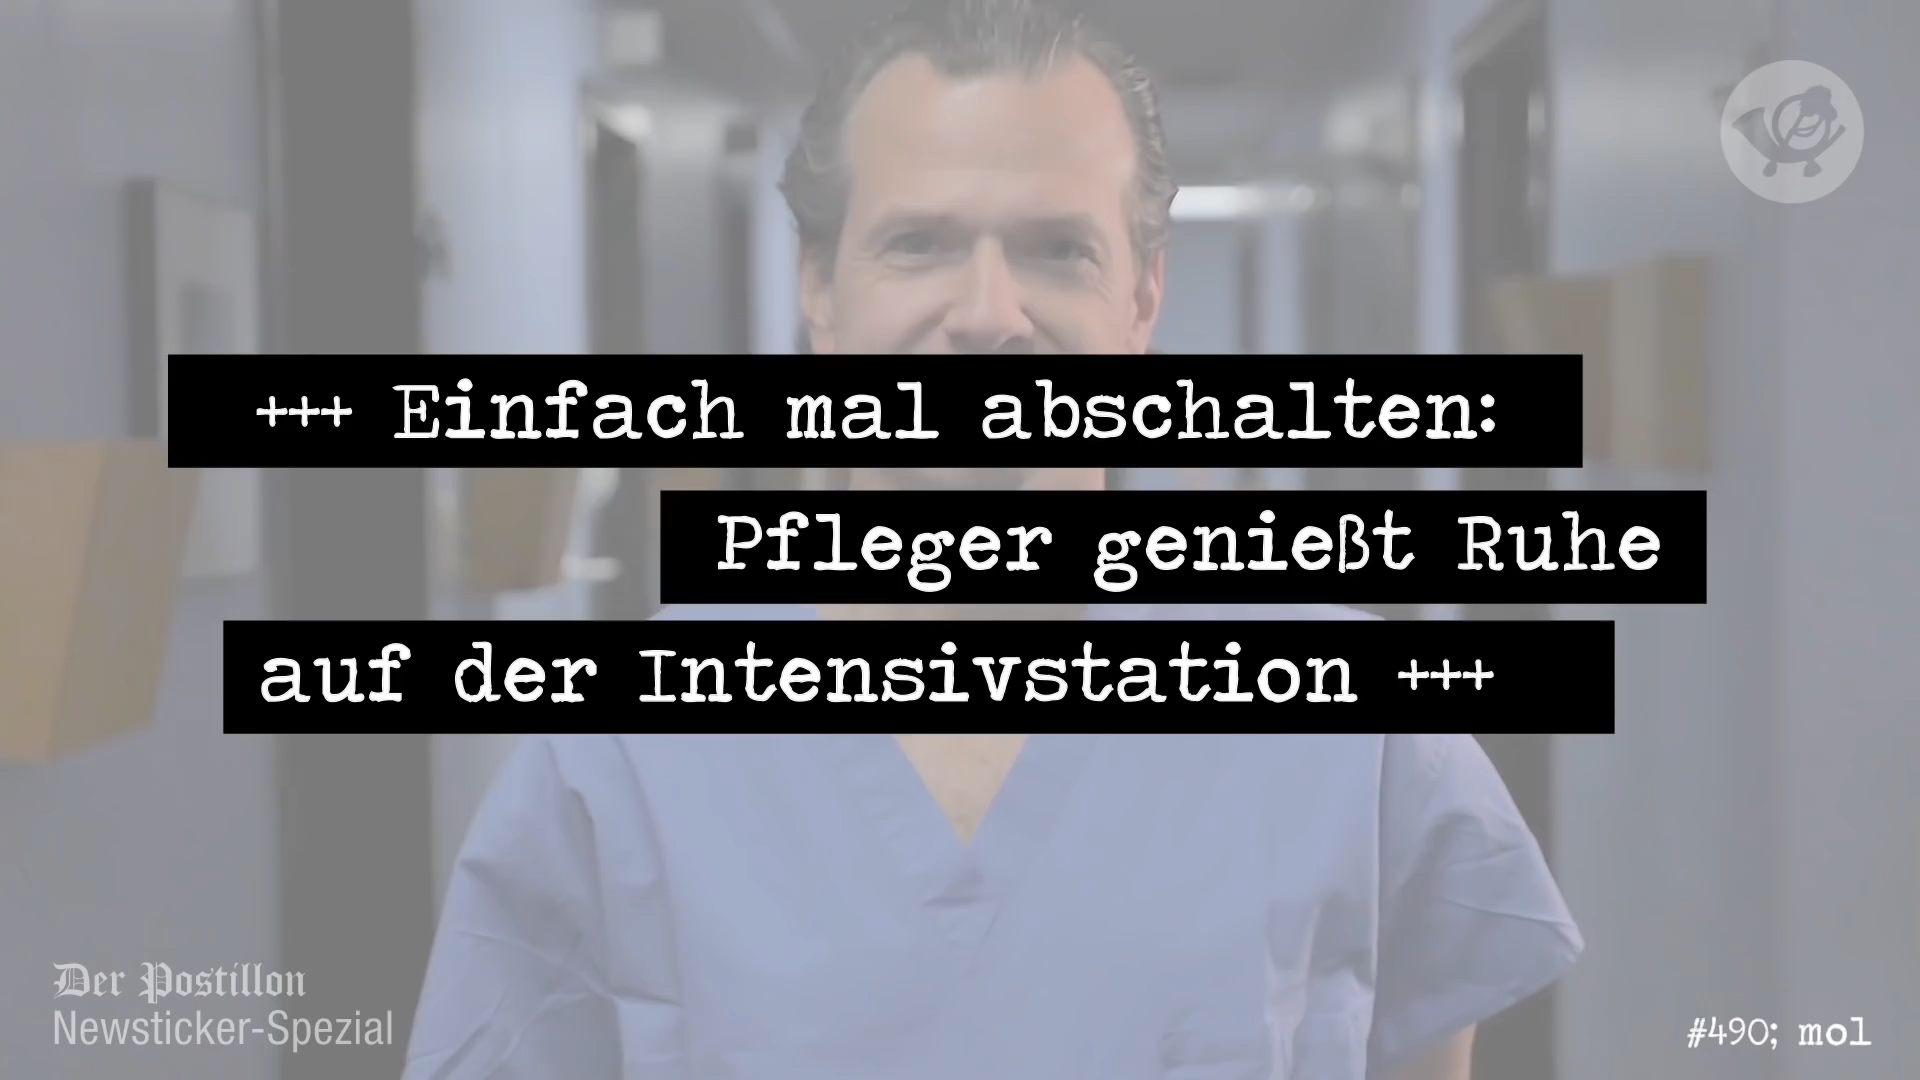 +++ Einfach mal abschalten:
Pfleger genießt Ruhe
auf der Intensivstation +++
Der Postillon
Newsticker-Spezial
#490; mol